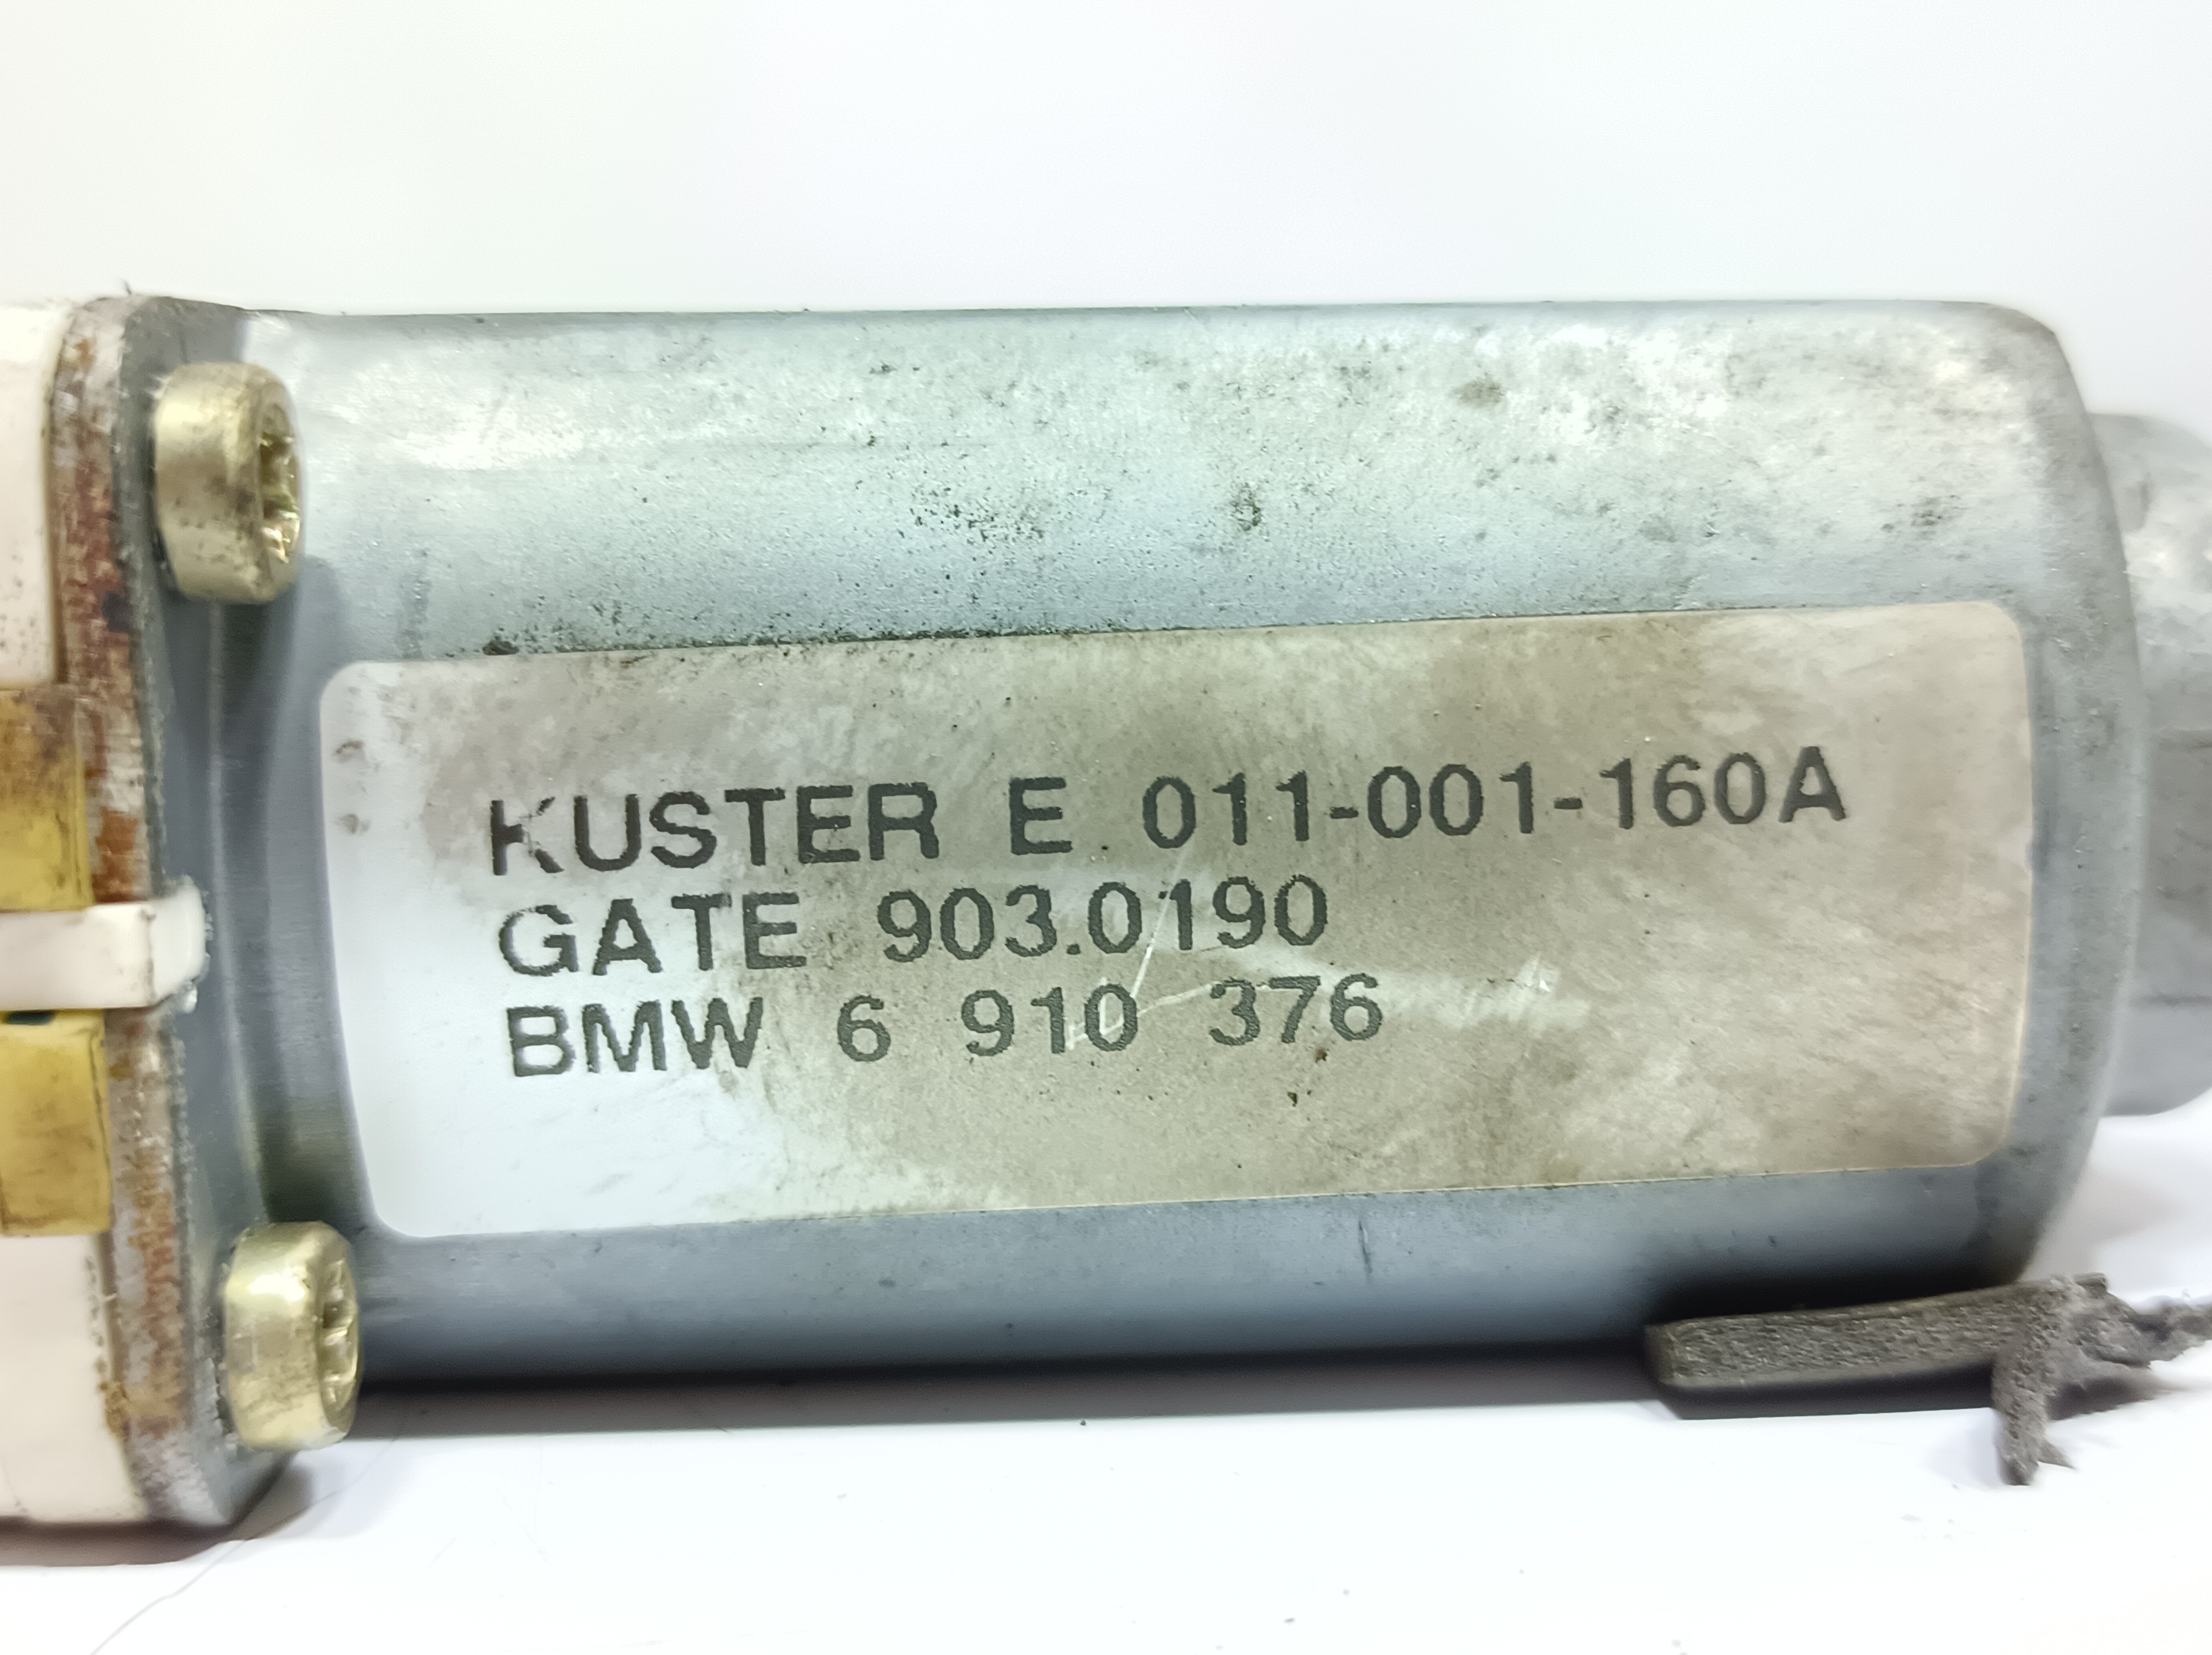 KUSTER E 011-001-160A
GATE 903.0190
BMW 6 910 376